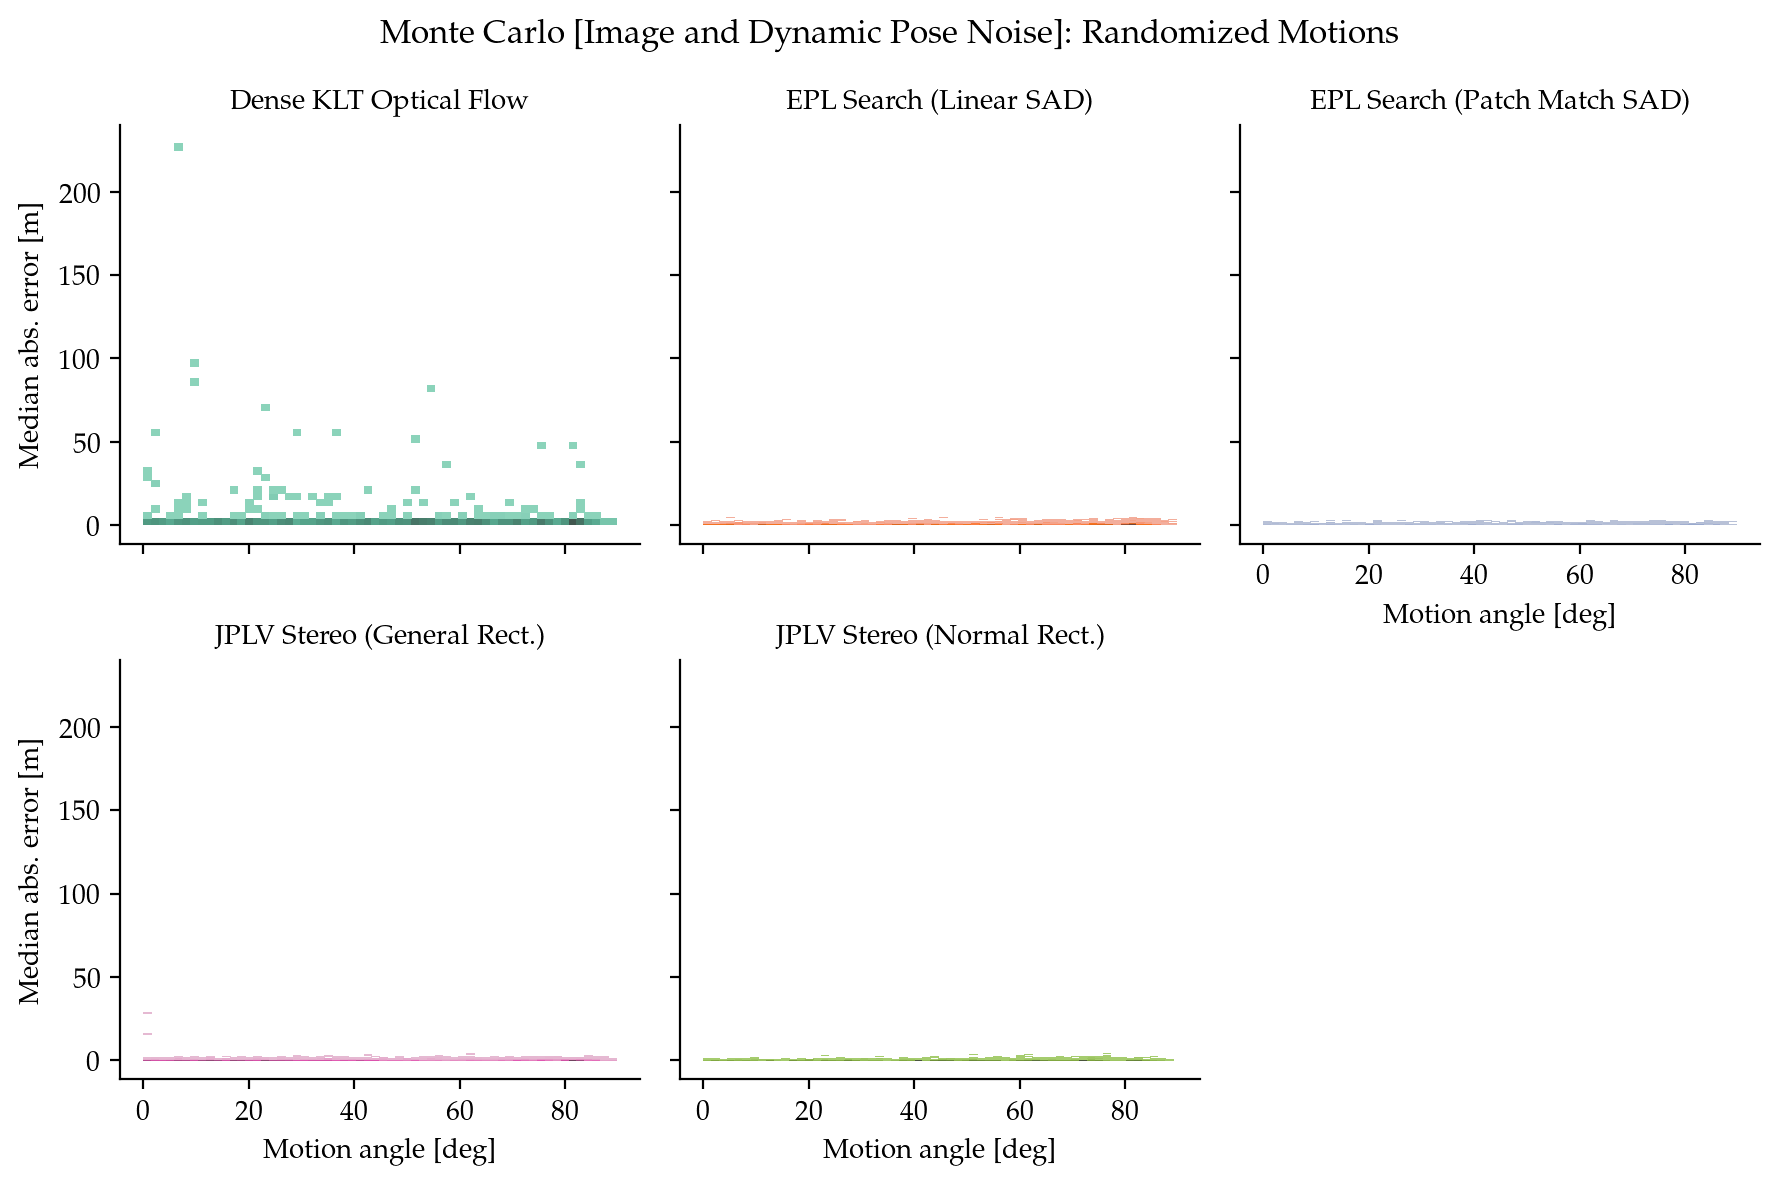 Monte Carlo [Image and Dynamic Pose Noise]: Randomized Motions
Dense KLT Optical Flow
EPL Search (Linear SAD)
EPL Search (Patch Match SAD)
Median abs. error [m]
200
150
100
50
0
0 20 40 60 80
Motion angle [deg]
JPLV Stereo (General Rect.)
JPLV Stereo (Normal Rect.)
Median abs. error [m]
200
150
100
50
0
0 20 40 60 80
Motion angle [deg]
0 20 40 60 80
Motion angle [deg]